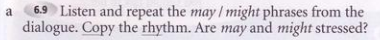 a 6.9 Listen and repeat the may / might phrases from the
dialogue. Copy the rhythm. Are may and might stressed?